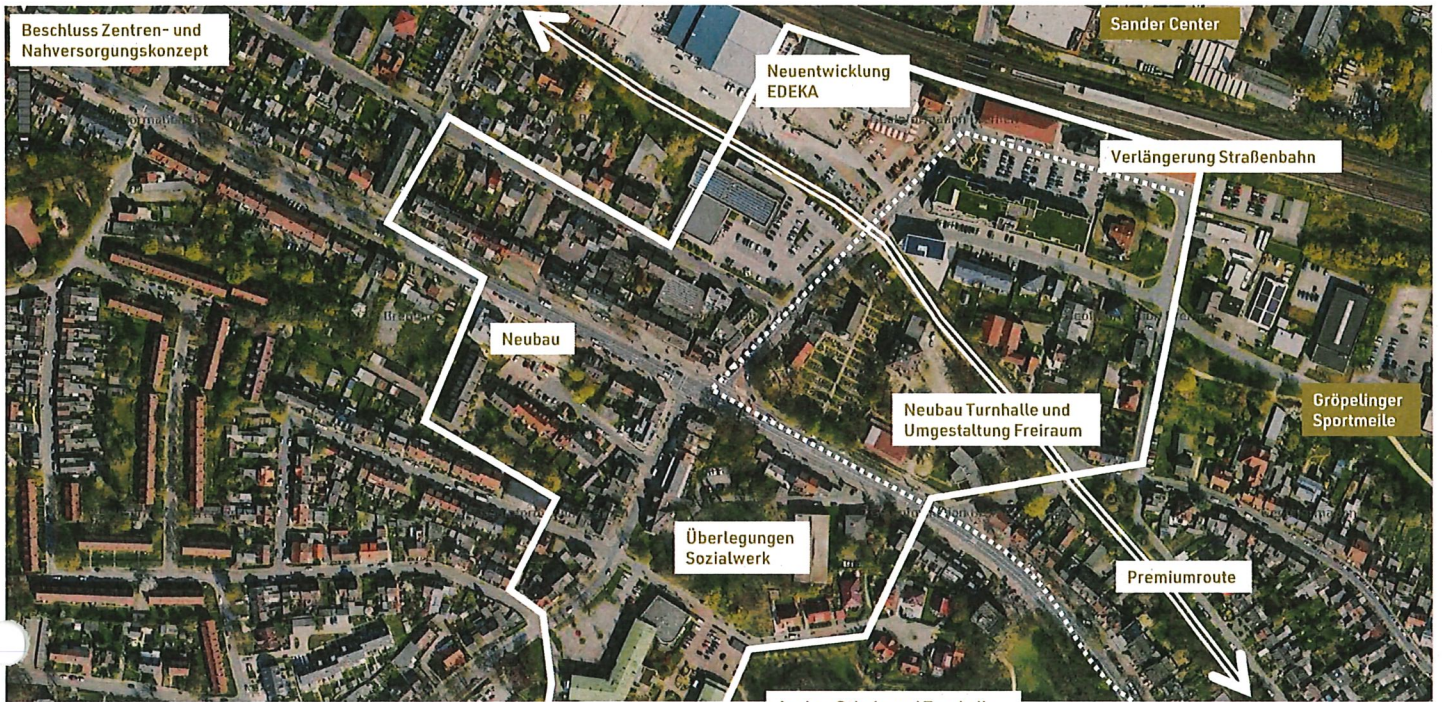 Beschluss Zentren- und
Nahversorgungskonzept
Sander Center
Neuentwicklung
EDEKA
Verlängerung Straßenbahn
Neubau
Neubau Turnhalle und
Umgestaltung Freiraum
Gröpelinger
Sportmeile
Überlegungen
Sozialwerk
Premiumroute